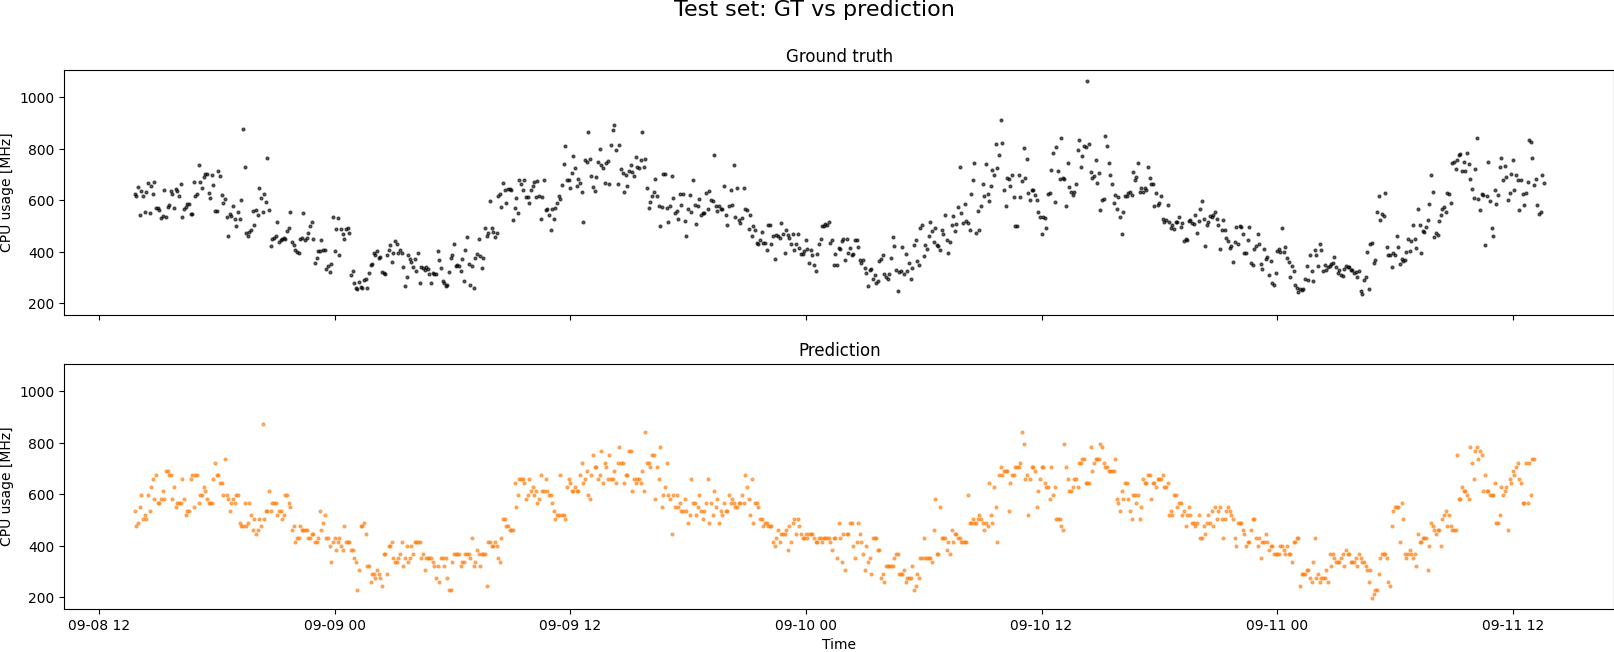 Test set: GT vs prediction
Ground truth
CPU usage [MHz]
1000
800
600
400
200
Prediction
CPU usage [MHz]
1000
800
600
400
200
09-08 12 09-09 00 09-09 12 09-10 00 09-10 12 09-11 00 09-11 12
Time